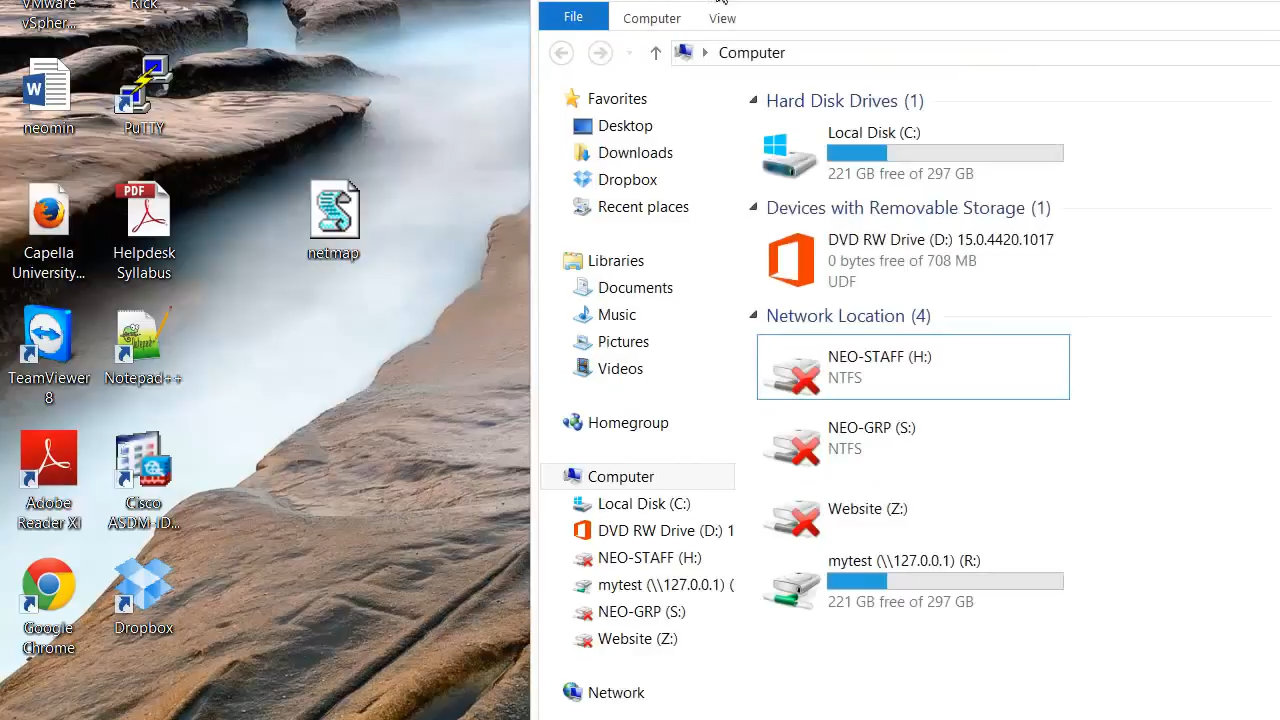 VMware
vSpher...
Rick
neomin
PuTTY
Capella
University...
PDF
Helpdesk
Syllabus
netmap
TeamViewer
8
Notepad++
Adobe
Reader XI
Cisco
ASDM-ID...
Google
Chrome
Dropbox
File
Computer
View
Computer
Favorites
Desktop
Downloads
Dropbox
Recent places
Libraries
Documents
Music
Pictures
Videos
Homegroup
Computer
Local Disk (C:)
DVD RW Drive (D:) 1
NEO-STAFF (H:)
mytest (\\127.0.0.1) (
NEO-GRP (S:)
Website (Z:)
Network
Hard Disk Drives (1)
Local Disk (C:)
221 GB free of 297 GB
Devices with Removable Storage (1)
DVD RW Drive (D:) 15.0.4420.1017
0 bytes free of 708 MB
UDF
Network Location (4)
NEO-STAFF (H:)
NTFS
NEO-GRP (S:)
NTFS
Website (Z:)
mytest (\\127.0.0.1) (R:)
221 GB free of 297 GB